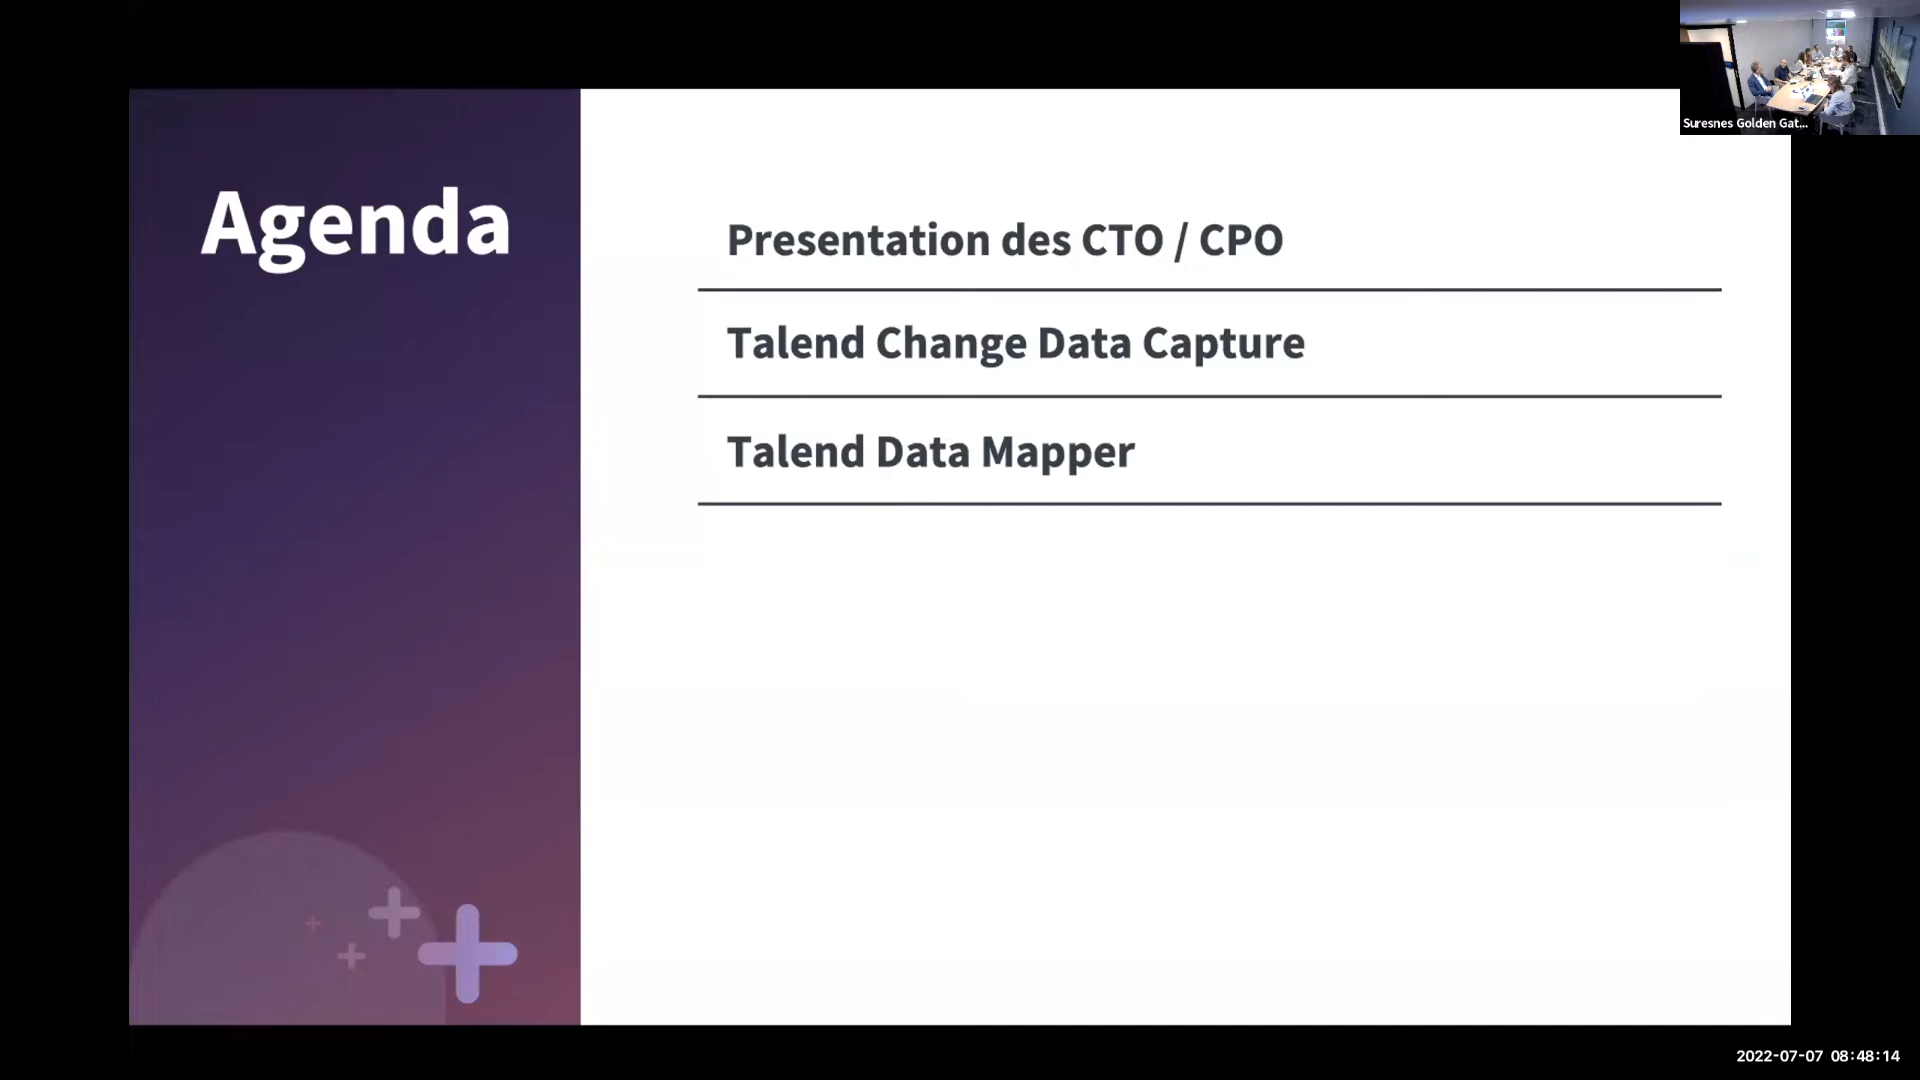 Suresnes Golden Gat...
Agenda
Presentation des CTO / CPO
Talend Change Data Capture
Talend Data Mapper
2022-07-07 08:48:14